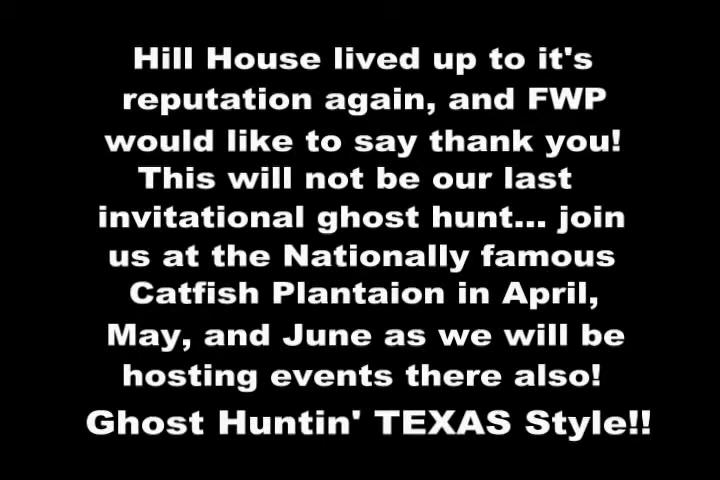 Hill House lived up to it's
reputation again, and FWP
would like to say thank you!
This will not be our last
invitational ghost hunt... join
us at the Nationally famous
Catfish Plantaion in April,
May, and June as we will be
hosting events there also!
Ghost Huntin' TEXAS Style!!